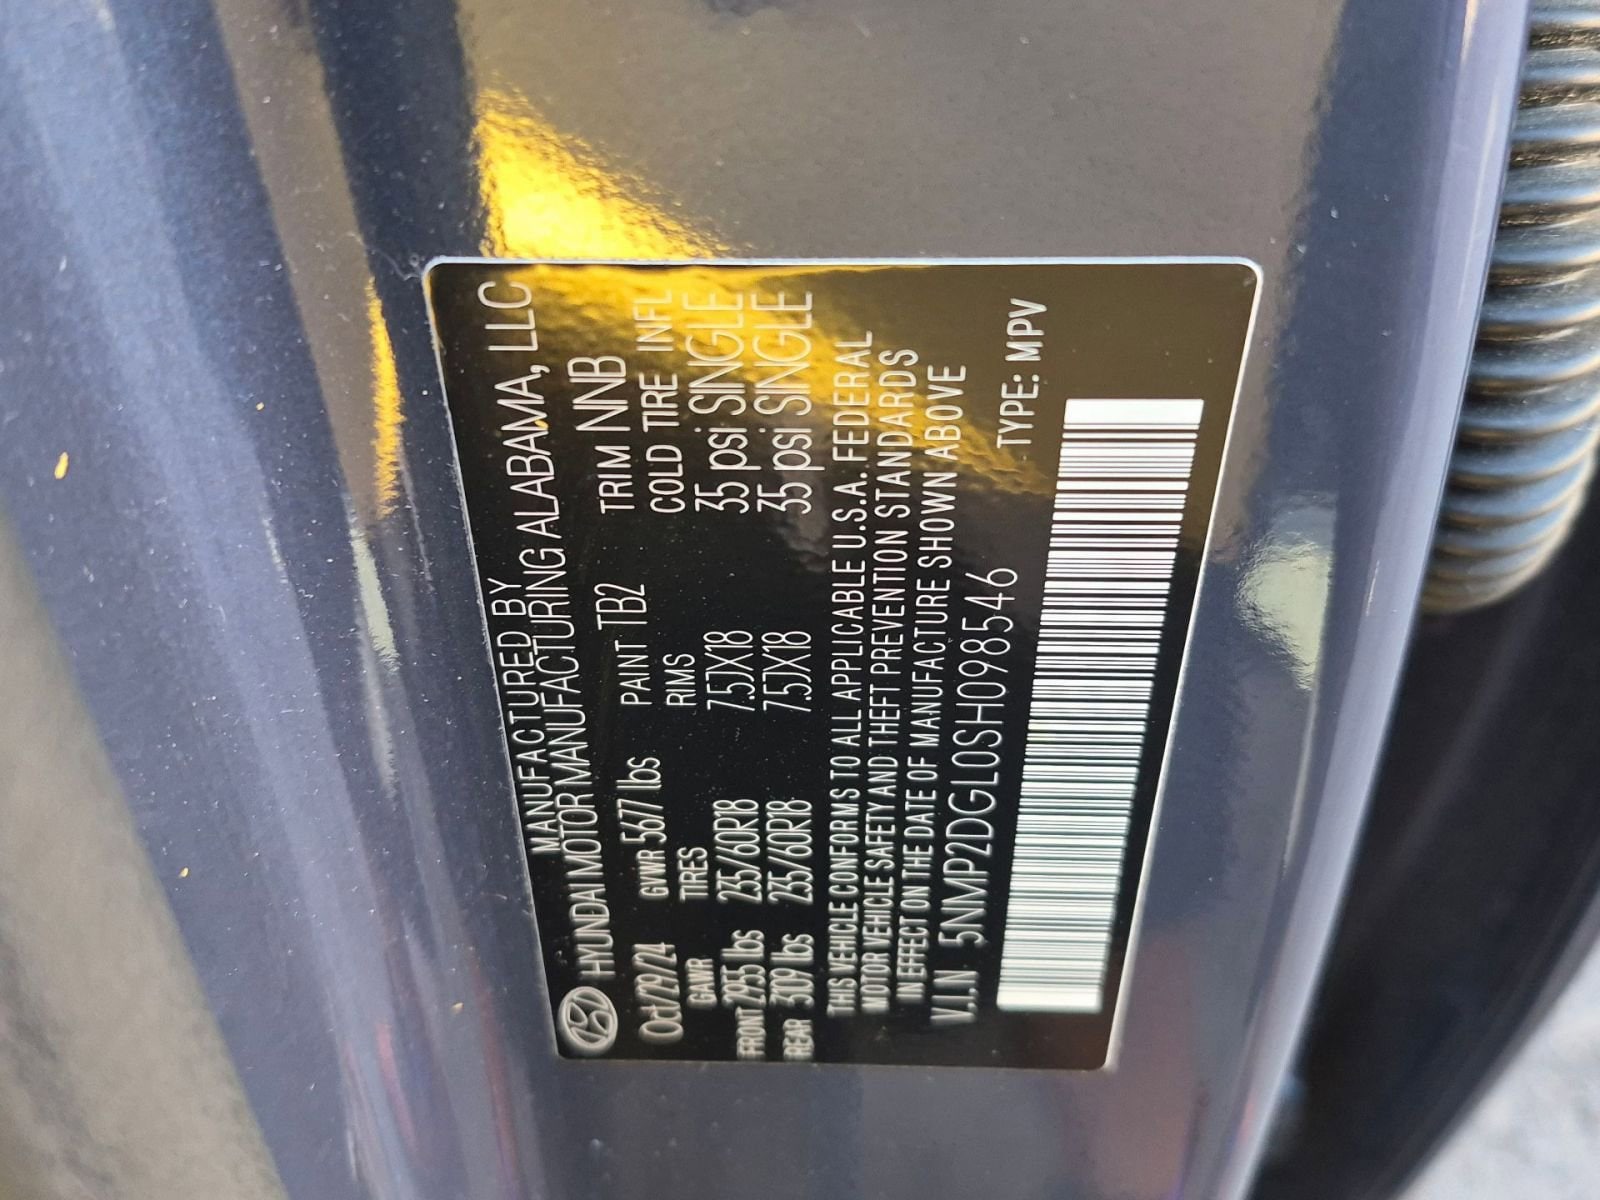 MANUFACTURED BY
HYUNDAI MOTOR MANUFACTURING ALABAMA, LLC
Oct/29/24 GVWR 5677 lbs PAINT TB2 TRIM NNB
GAWR TIRES RIMS COLD TIRE INFL
FRONT 2955 lbs 235/60R18 7.5JX18 35 psi SINGLE
REAR 3109 lbs 235/60R18 7.5JX18 35 psi SINGLE
THIS VEHICLE CONFORMS TO ALL APPLICABLE U.S.A. FEDERAL
MOTOR VEHICLE SAFETY AND THEFT PREVENTION STANDARDS
IN EFFECT ON THE DATE OF MANUFACTURE SHOWN ABOVE
V.I.N 5NMP2DGL0SH098546 TYPE: MPV